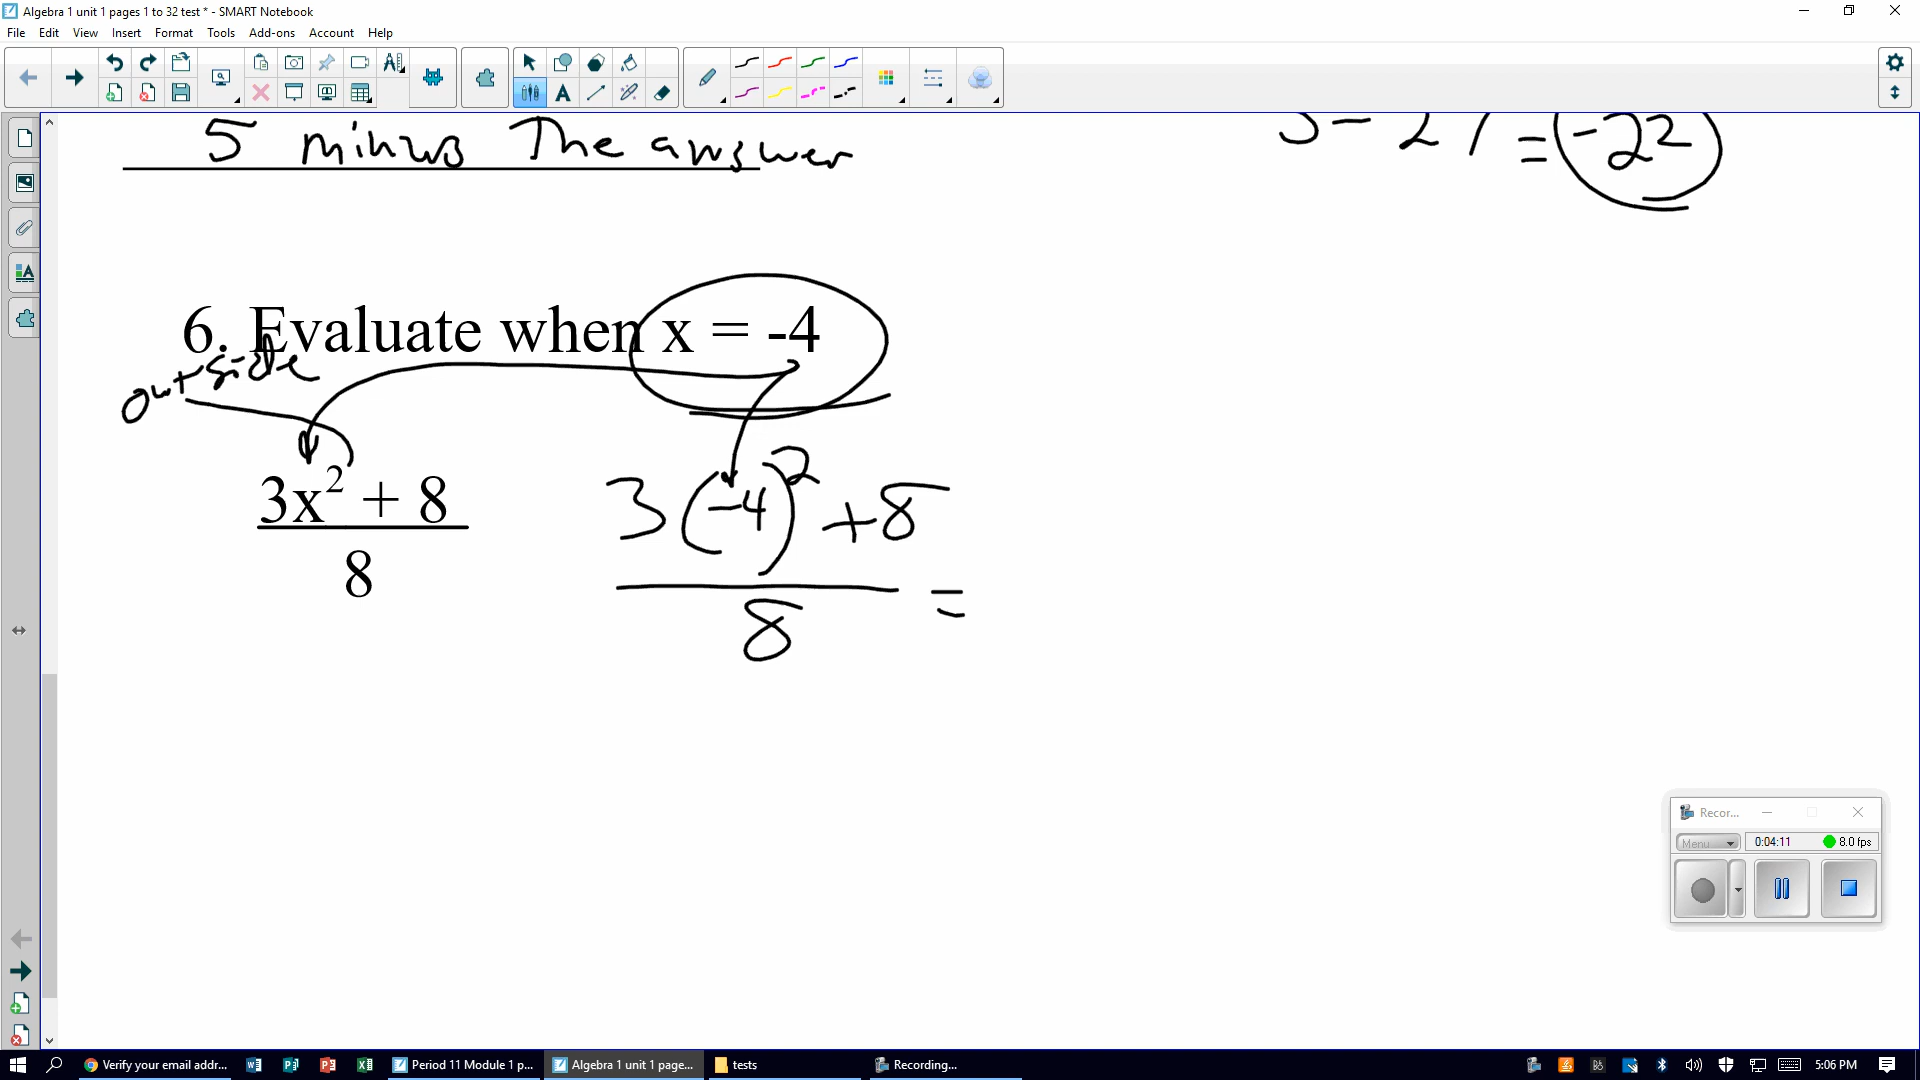 Algebra 1 unit 1 pages 1 to 32 test * - SMART Notebook
File Edit View Insert Format Tools Add-ons Account Help
5 minus The answer
5 - 27 = -22
6. Evaluate when x = -4
outside
3x² + 8
8
3(-4)² + 8
8
=
Recor...
Menu 0:04:11 8.0 fps
Verify your email addr...
Period 11 Module 1 p...
Algebra 1 unit 1 page...
tests
Recording...
5:06 PM